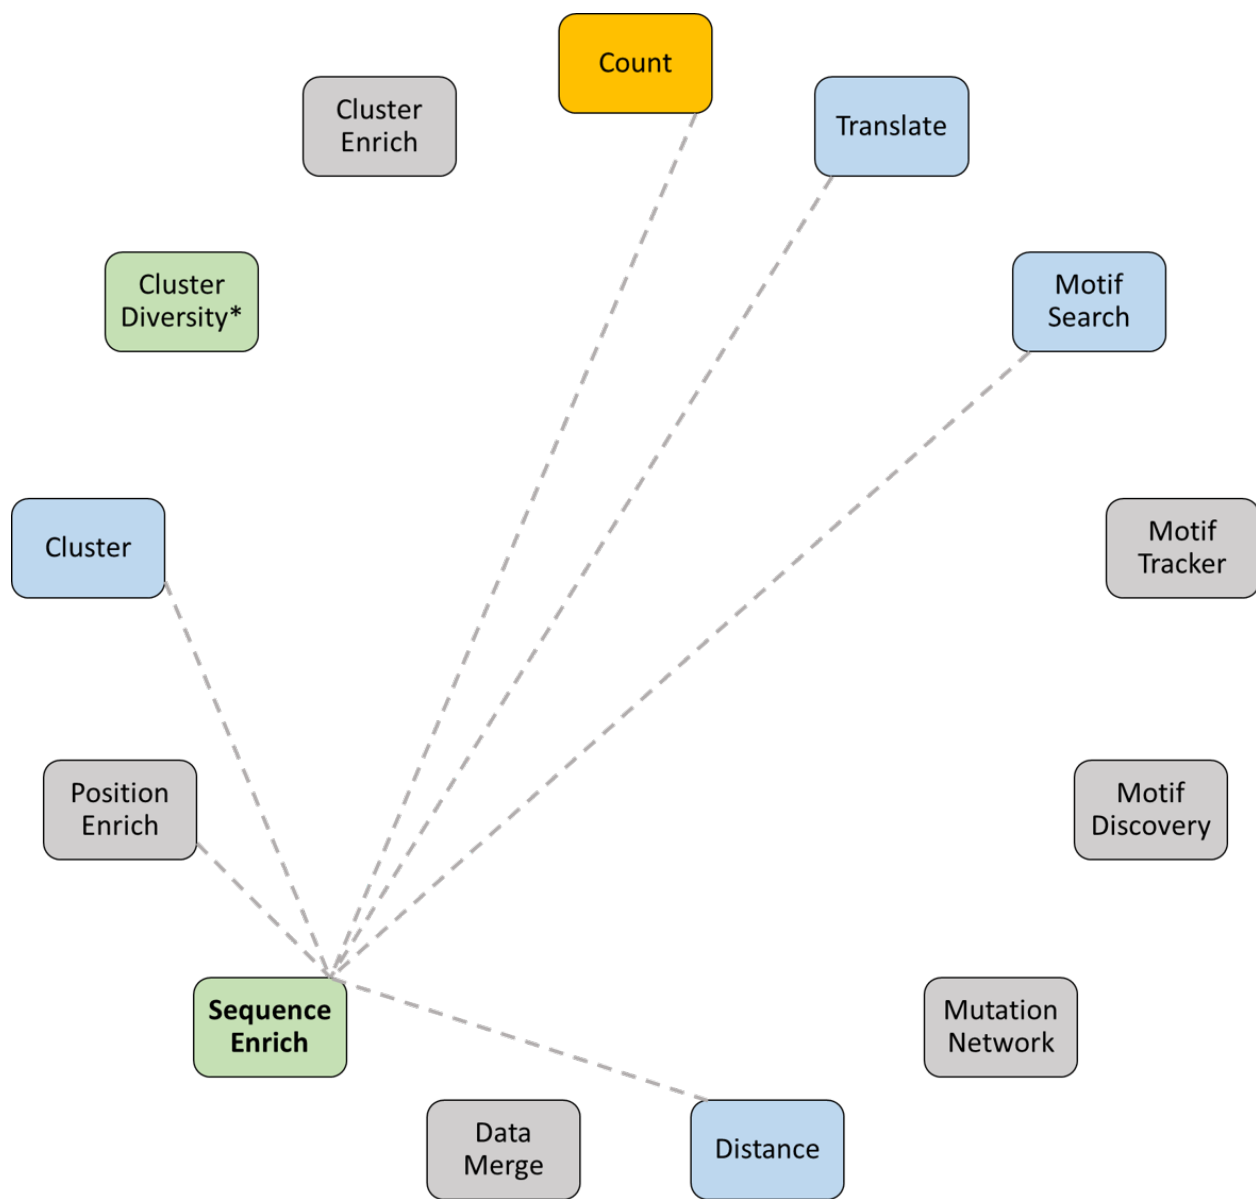 Count
Cluster
Enrich
Translate
Cluster
Diversity*
Motif
Search
Cluster
Motif
Tracker
Position
Enrich
Motif
Discovery
Sequence
Enrich
Mutation
Network
Data
Merge
Distance